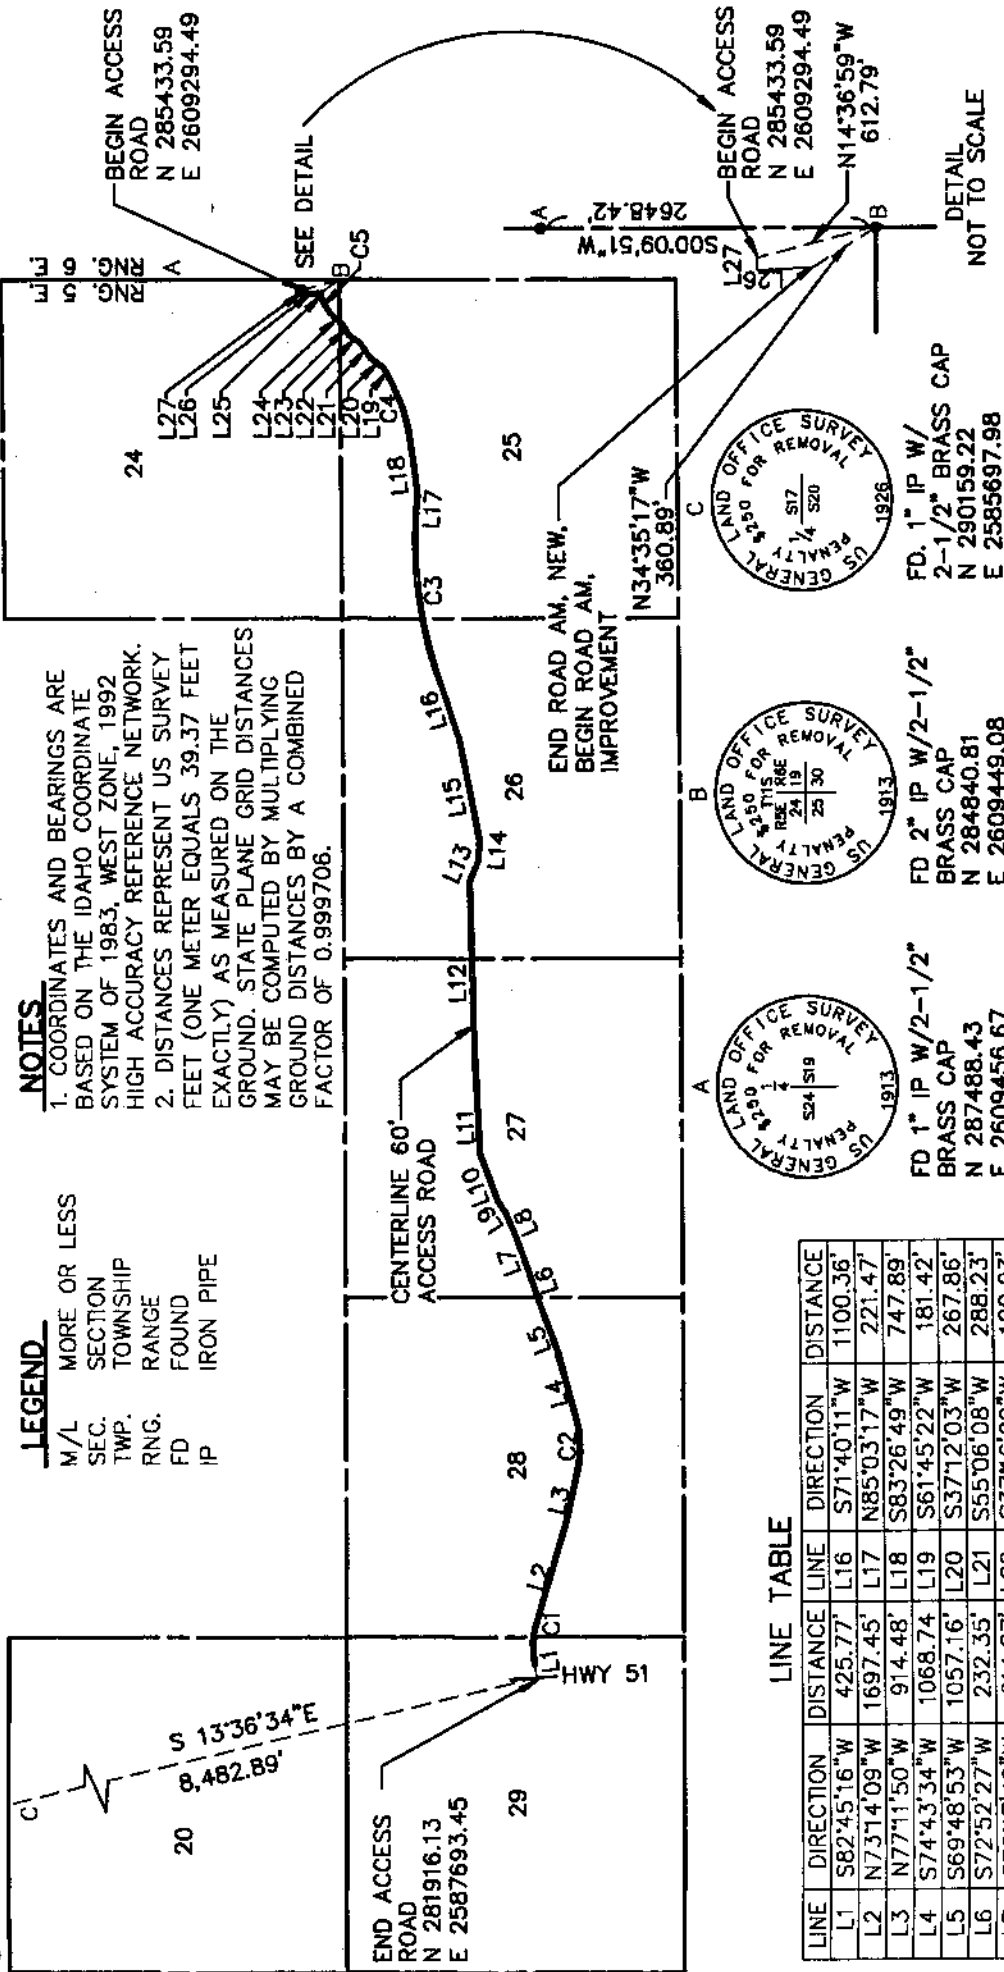 LEGEND
M/L MORE OR LESS
SEC. SECTION
TWP. TOWNSHIP
RNG. RANGE
FD FOUND
IP IRON PIPE
NOTES
1. COORDINATES AND BEARINGS ARE
BASED ON THE IDAHO COORDINATE
SYSTEM OF 1983, WEST ZONE, 1992
HIGH ACCURACY REFERENCE NETWORK.
2. DISTANCES REPRESENT US SURVEY
FEET (ONE METER EQUALS 39.37 FEET
EXACTLY) AS MEASURED ON THE
GROUND. STATE PLANE GRID DISTANCES
MAY BE COMPUTED BY MULTIPLYING
GROUND DISTANCES BY A COMBINED
FACTOR OF 0.999706.
BEGIN ACCESS
ROAD
N 285433.59
E 2609294.49
SEE DETAIL
RNG. 5 E
RNG. 6 E
A
B
C5
L27
L26
L25
L24
L23
L22
L21
L20
L19
C4
24
25
L18
L17
C3
L16
L15
L14
L13
26
L12
CENTERLINE 60'
ACCESS ROAD
L11
27
L10
L9
L8
L7
L6
L5
L4
C2
28
L3
L2
C1
L1
HWY 51
C
S 13°36'34"E
8,482.89'
20
29
END ACCESS
ROAD
N 281916.13
E 2587693.45
END ROAD AM, NEW,
BEGIN ROAD AM,
IMPROVEMENT
N34°35'17"W
360.89'
BEGIN ACCESS
ROAD
N 285433.59
E 2609294.49
A
S00°09'51"W
2648.42'
L27
L26
N14°36'59"W
612.79'
B
DETAIL
NOT TO SCALE
A
US GENERAL LAND OFFICE SURVEY
PENALTY $250 FOR REMOVAL
1/4
S24 S19
1913
FD 1" IP W/2-1/2"
BRASS CAP
N 287488.43
E 2609456.67
B
US GENERAL LAND OFFICE SURVEY
PENALTY $250 FOR REMOVAL
T11S
R5E R6E
24 19
25 30
1913
FD 2" IP W/2-1/2"
BRASS CAP
N 284840.81
E 2609449.08
C
US GENERAL LAND OFFICE SURVEY
PENALTY $250 FOR REMOVAL
1/4
S17
S20
1926
FD. 1" IP W/
2-1/2" BRASS CAP
N 290159.22
E 2585697.98
LINE TABLE
LINE DIRECTION DISTANCE LINE DIRECTION DISTANCE
L1 S82°45'16"W 425.77' L16 S71°40'11"W 1100.36'
L2 N73°14'09"W 1697.45' L17 N85°03'17"W 221.47'
L3 N77°11'50"W 914.48' L18 S83°26'49"W 747.89'
L4 S74°43'34"W 1068.74 L19 S61°45'22"W 181.42'
L5 S69°48'53"W 1057.16' L20 S37°12'03"W 267.86'
L6 S72°52'27"W 232.35' L21 S55°06'08"W 288.23'